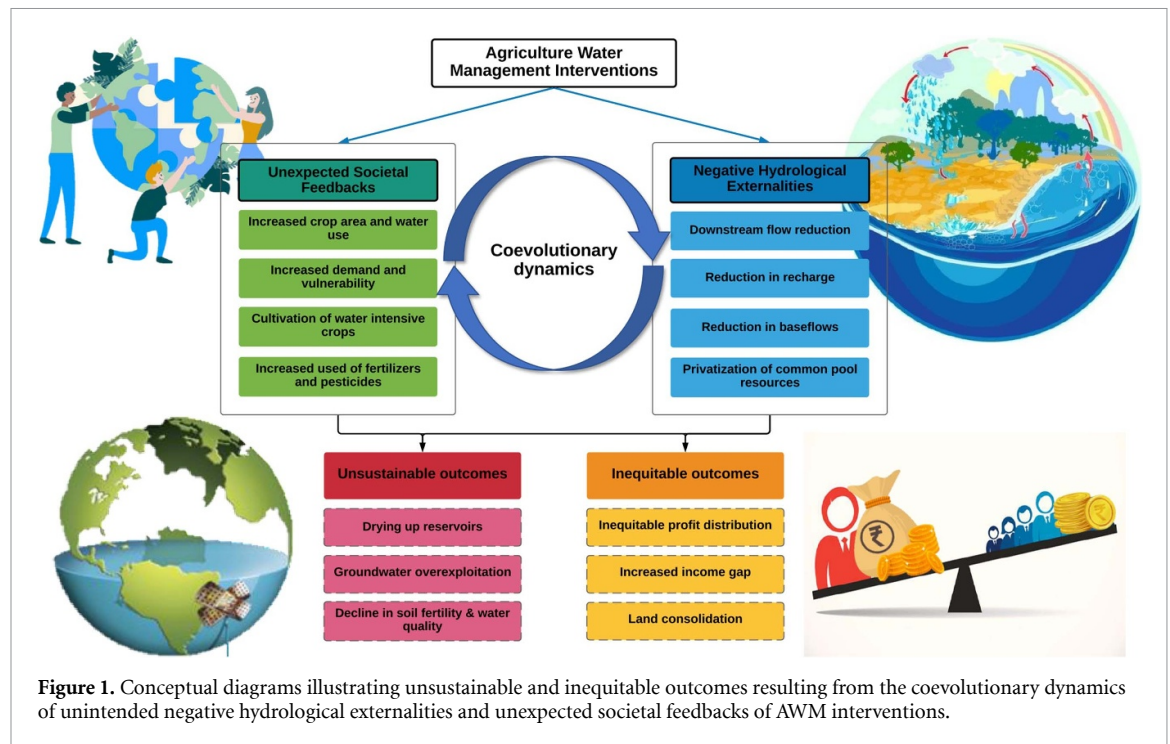 Agriculture Water
Management Interventions
Unexpected Societal
Feedbacks
Increased crop area and water
use
Increased demand and
vulnerability
Cultivation of water intensive
crops
Increased used of fertilizers
and pesticides
Coevolutionary
dynamics
Negative Hydrological
Externalities
Downstream flow reduction
Reduction in recharge
Reduction in baseflows
Privatization of common pool
resources
Unsustainable outcomes
Drying up reservoirs
Groundwater overexploitation
Decline in soil fertility & water
quality
Inequitable outcomes
Inequitable profit distribution
Increased income gap
Land consolidation
₹
₹
Figure 1. Conceptual diagrams illustrating unsustainable and inequitable outcomes resulting from the coevolutionary dynamics
of unintended negative hydrological externalities and unexpected societal feedbacks of AWM interventions.